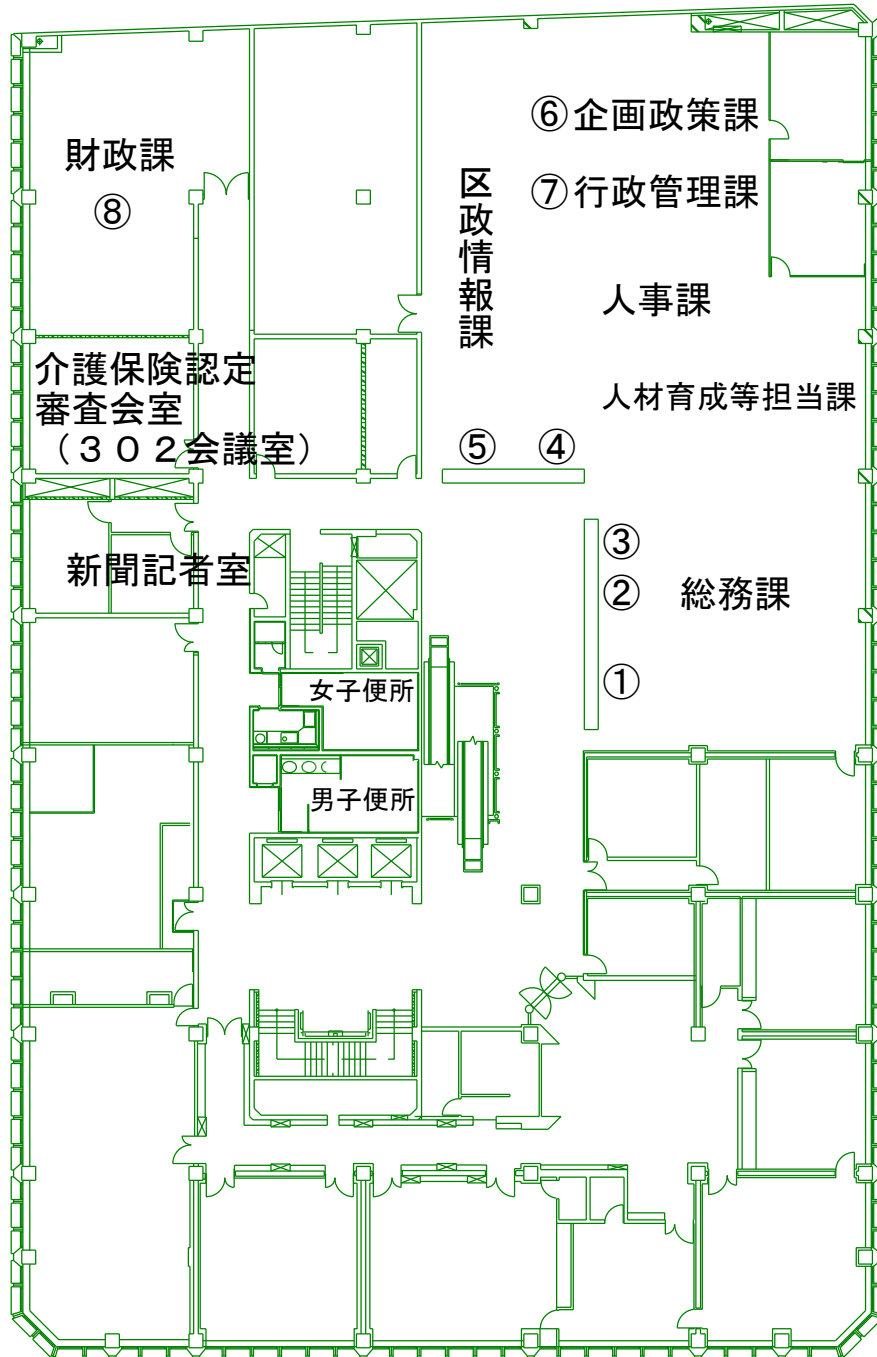 ⑥企画政策課
財政課
⑧
区政情報課
⑦行政管理課
人事課
介護保険認定
審査会室
（３０２会議室）
人材育成等担当課
⑤
④
③
新聞記者室
②
総務課
①
女子便所
男子便所